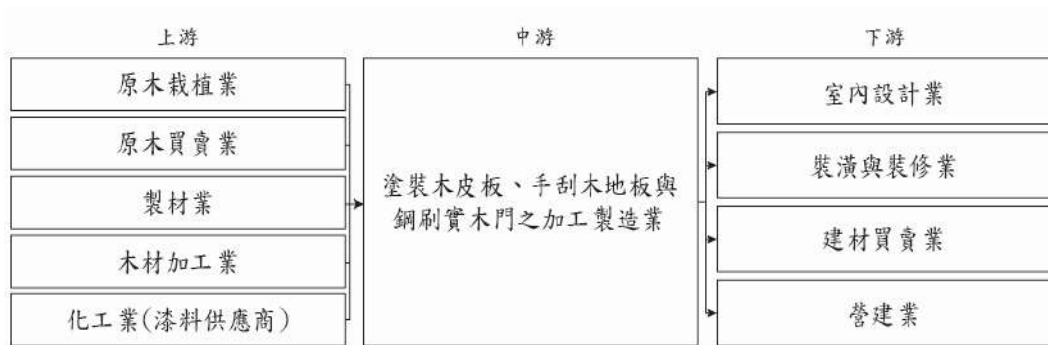 上游
中游
下游
原木栽植業
原木買賣業
製材業
木材加工業
化工業(漆料供應商)
塗裝木皮板、手刮木地板與
鋼刷實木門之加工製造業
室內設計業
裝潢與裝修業
建材買賣業
營建業